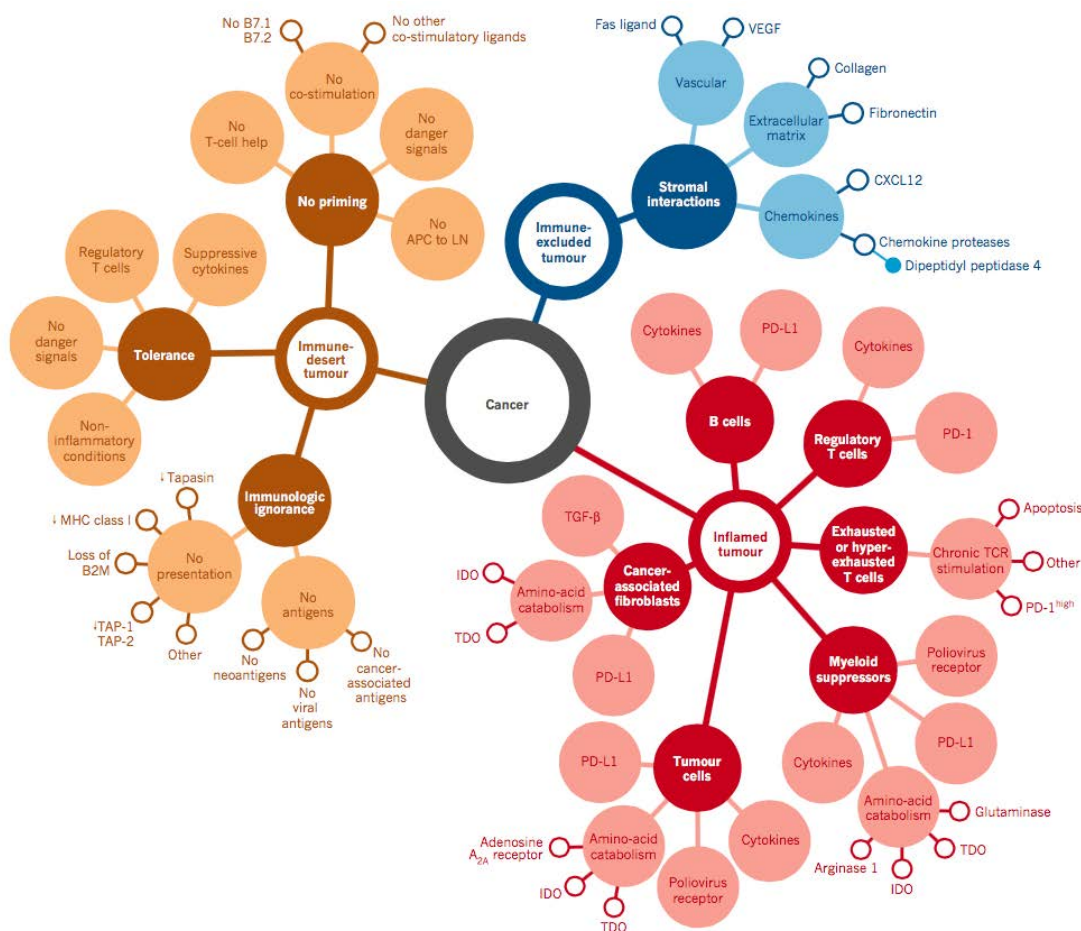 No B7.1
B7.2
No other
co-stimulatory ligands
No
co-stimulation
No
T-cell help
No
danger
signals
No priming
No
APC to LN
Regulatory
T cells
Suppressive
cytokines
No
danger
signals
Tolerance
Non-
inflammatory
conditions
Immune-
desert
tumour
Immunologic
ignorance
↓Tapasin
↓MHC class I
Loss of
B2M
No
presentation
↓TAP-1
TAP-2
Other
No
antigens
No
neoantigens
No
viral
antigens
No
cancer-
associated
antigens
Cancer
Immune-
excluded
tumour
Stromal
interactions
Fas ligand
VEGF
Vascular
Collagen
Extracellular
matrix
Fibronectin
CXCL12
Chemokines
Chemokine proteases
Dipeptidyl peptidase 4
Inflamed
tumour
Cytokines
PD-L1
B cells
Cytokines
Regulatory
T cells
PD-1
Exhausted
or hyper-
exhausted
T cells
Chronic TCR
stimulation
Apoptosis
Other
PD-1high
Myeloid
suppressors
Poliovirus
receptor
PD-L1
Cytokines
Amino-acid
catabolism
Glutaminase
TDO
IDO
Arginase 1
TGF-β
Cancer-
associated
fibroblasts
IDO
Amino-acid
catabolism
TDO
PD-L1
Tumour
cells
PD-L1
Adenosine
A2A receptor
Amino-acid
catabolism
IDO
TDO
Poliovirus
receptor
Cytokines